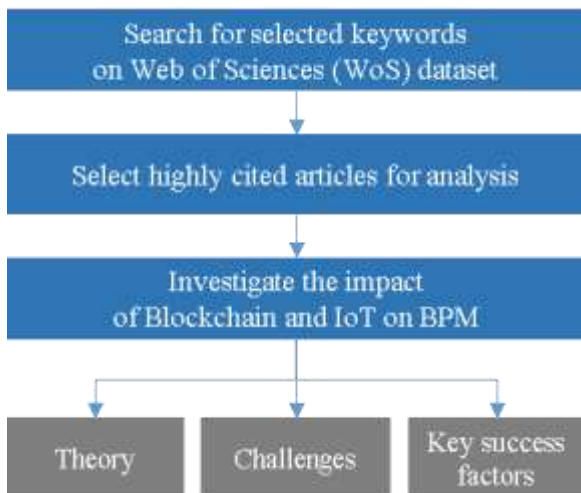 Search for selected keywords
on Web of Sciences (WoS) dataset
Select highly cited articles for analysis
Investigate the impact
of Blockchain and IoT on BPM
Theory
Challenges
Key success
factors